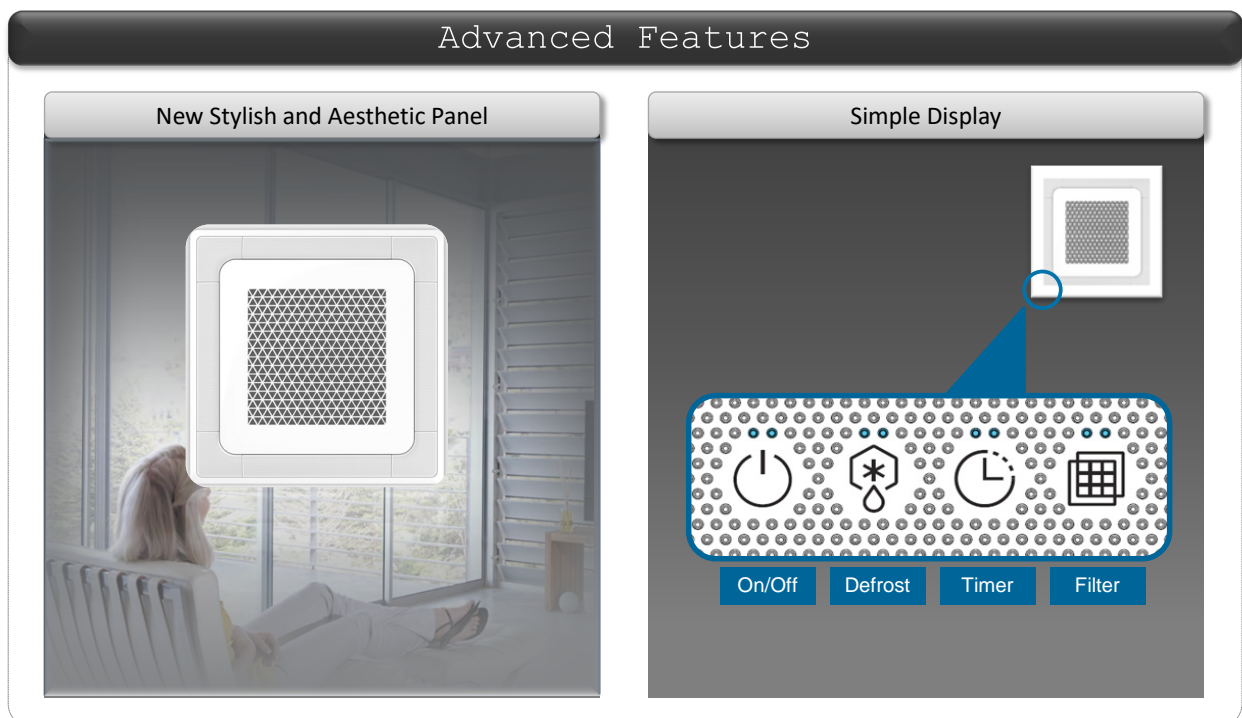 Advanced Features
New Stylish and Aesthetic Panel
Simple Display
On/Off
Defrost
Timer
Filter